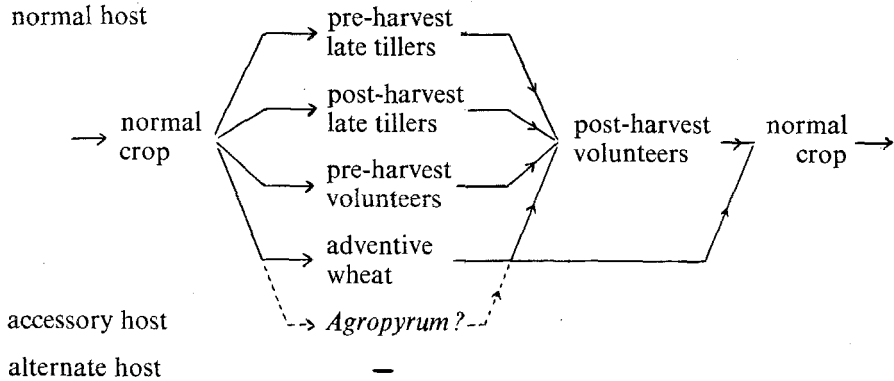 normal host
pre-harvest
late tillers
normal
crop
post-harvest
late tillers
pre-harvest
volunteers
adventive
wheat
post-harvest
volunteers
normal
crop
accessory host
Agropyrum?
alternate host
–